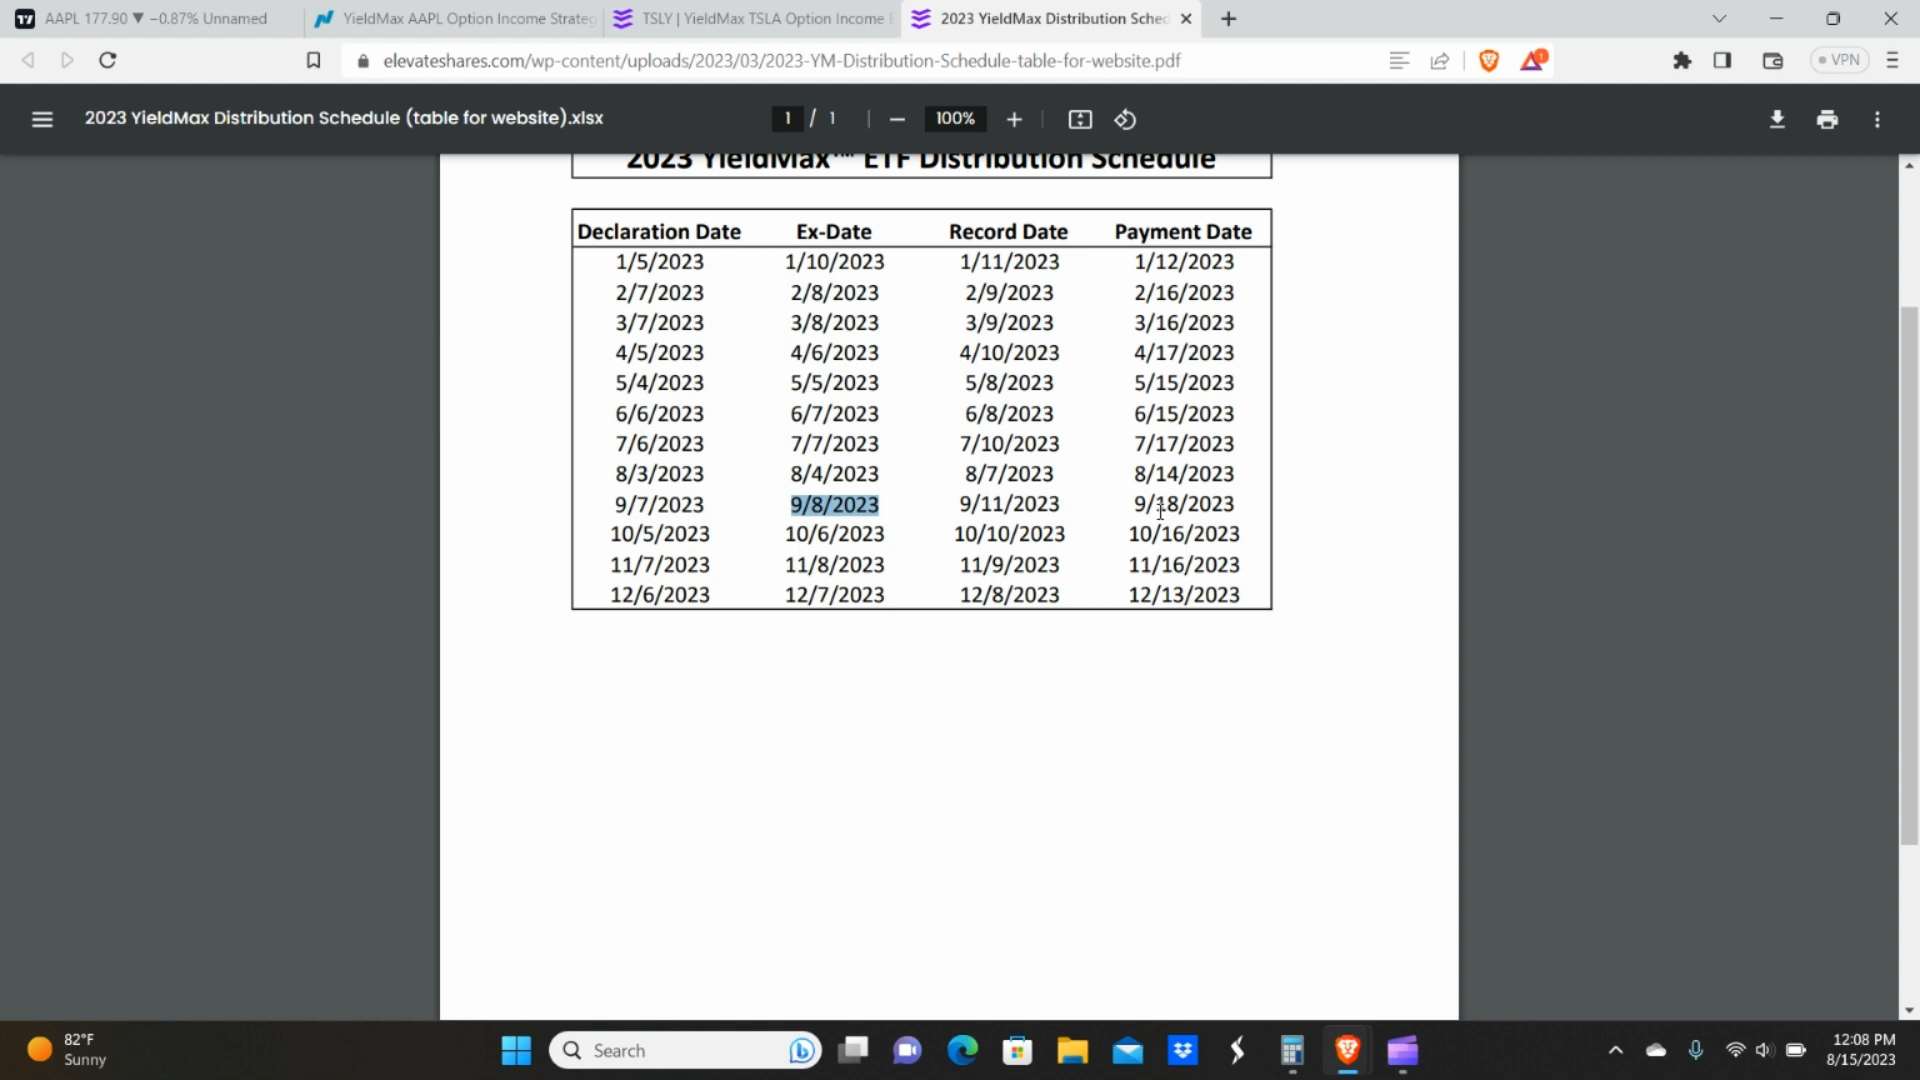 AAPL 177.90 ▼ −0.87% Unnamed
YieldMax AAPL Option Income Strateg
TSLY | YieldMax TSLA Option Income E
2023 YieldMax Distribution Sched
elevateshares.com/wp-content/uploads/2023/03/2023-YM-Distribution-Schedule-table-for-website.pdf
VPN
2023 YieldMax Distribution Schedule (table for website).xlsx
1 / 1
100%
2023 YieldMax™ ETF Distribution Schedule
Declaration Date Ex-Date Record Date Payment Date
1/5/2023 1/10/2023 1/11/2023 1/12/2023
2/7/2023 2/8/2023 2/9/2023 2/16/2023
3/7/2023 3/8/2023 3/9/2023 3/16/2023
4/5/2023 4/6/2023 4/10/2023 4/17/2023
5/4/2023 5/5/2023 5/8/2023 5/15/2023
6/6/2023 6/7/2023 6/8/2023 6/15/2023
7/6/2023 7/7/2023 7/10/2023 7/17/2023
8/3/2023 8/4/2023 8/7/2023 8/14/2023
9/7/2023 9/8/2023 9/11/2023 9/18/2023
10/5/2023 10/6/2023 10/10/2023 10/16/2023
11/7/2023 11/8/2023 11/9/2023 11/16/2023
12/6/2023 12/7/2023 12/8/2023 12/13/2023
82°F
Sunny
Search
12:08 PM
8/15/2023